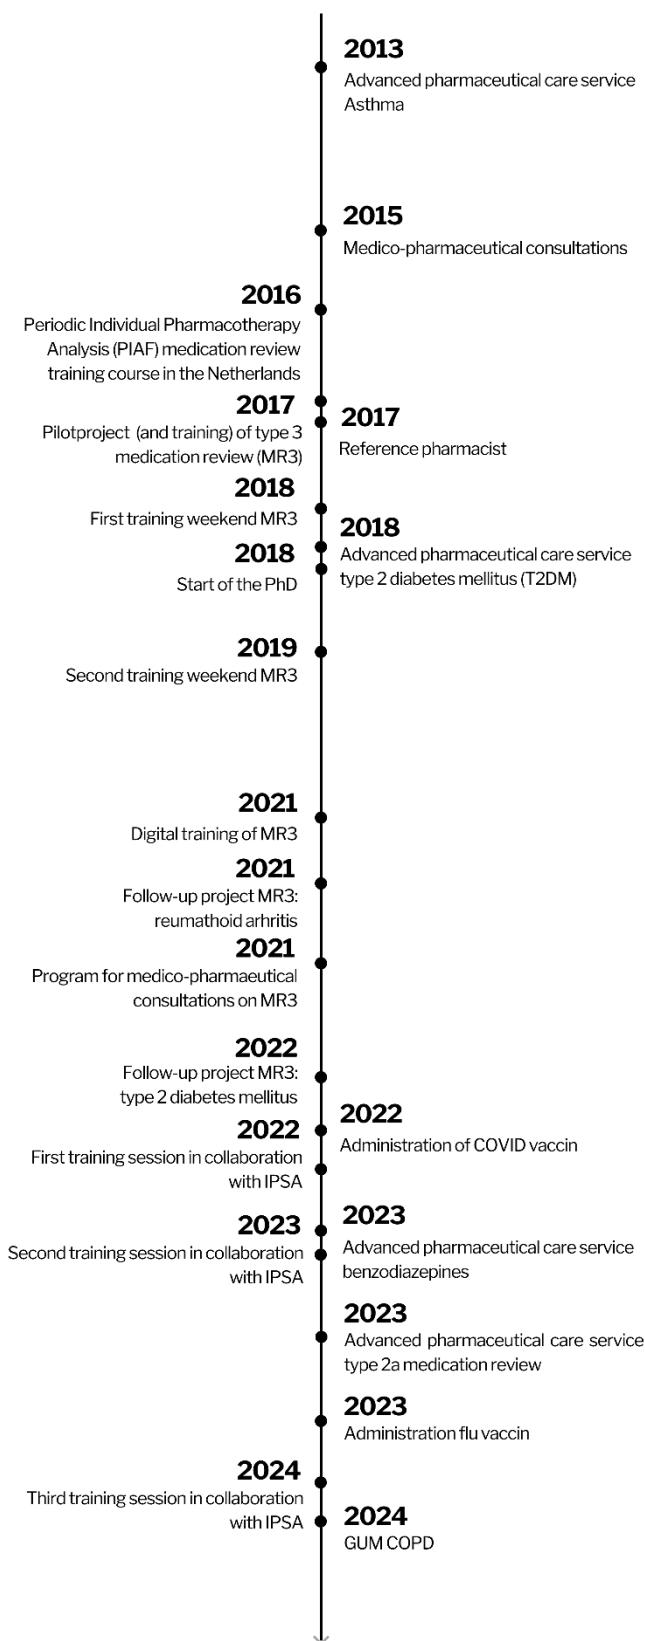 2013
Advanced pharmaceutical care service
Asthma
2015
Medico-pharmaceutical consultations
2016
Periodic Individual Pharmacotherapy
Analysis (PIAF) medication review
training course in the Netherlands
2017
Pilotproject (and training) of type 3
medication review (MR3)
2017
Reference pharmacist
2018
First training weekend MR3
2018
Advanced pharmaceutical care service
type 2 diabetes mellitus (T2DM)
2018
Start of the PhD
2019
Second training weekend MR3
2021
Digital training of MR3
2021
Follow-up project MR3:
reumathoid arhritis
2021
Program for medico-pharmaeutical
consultations on MR3
2022
Follow-up project MR3:
type 2 diabetes mellitus
2022
Administration of COVID vaccin
2022
First training session in collaboration
with IPSA
2023
Advanced pharmaceutical care service
benzodiazepines
2023
Second training session in collaboration
with IPSA
2023
Advanced pharmaceutical care service
type 2a medication review
2023
Administration flu vaccin
2024
Third training session in collaboration
with IPSA
2024
GUM COPD